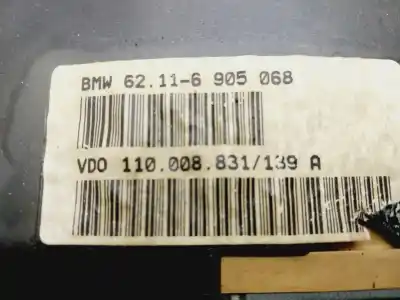 BMW 62.11-6 905 068
VDO 110.008.831/139 A